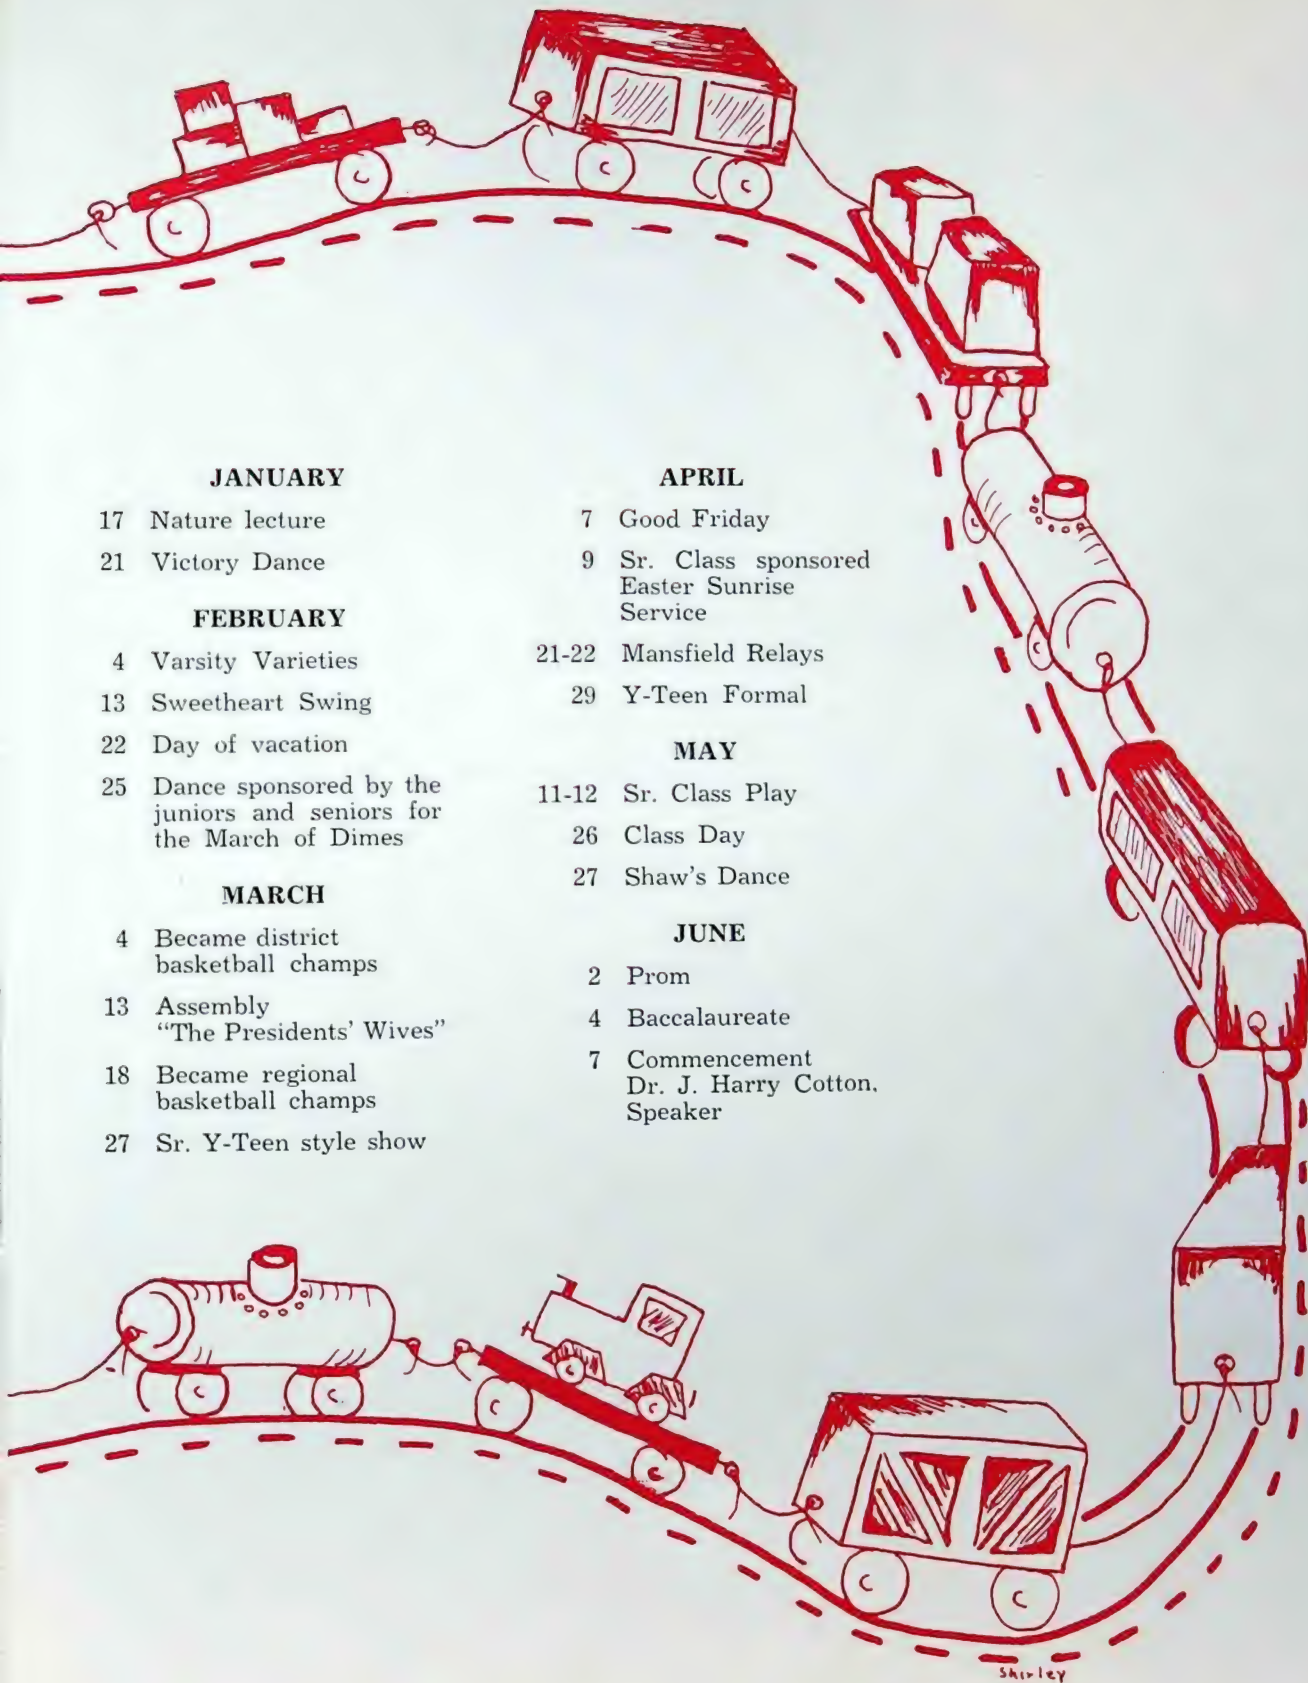 JANUARY
17 Nature lecture
21 Victory Dance
FEBRUARY
4 Varsity Varieties
13 Sweetheart Swing
22 Day of vacation
25 Dance sponsored by the
juniors and seniors for
the March of Dimes
MARCH
4 Became district
basketball champs
13 Assembly
“The Presidents’ Wives”
18 Became regional
basketball champs
27 Sr. Y-Teen style show
APRIL
7 Good Friday
9 Sr. Class sponsored
Easter Sunrise
Service
21-22 Mansfield Relays
29 Y-Teen Formal
MAY
11-12 Sr. Class Play
26 Class Day
27 Shaw's Dance
JUNE
2 Prom
4 Baccalaureate
7 Commencement
Dr. J. Harry Cotton,
Speaker
Shirley